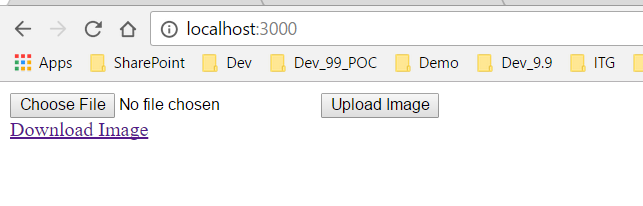 localhost:3000
Apps SharePoint Dev Dev_99_POC Demo Dev_9.9 ITG
Choose File No file chosen Upload Image
Download Image